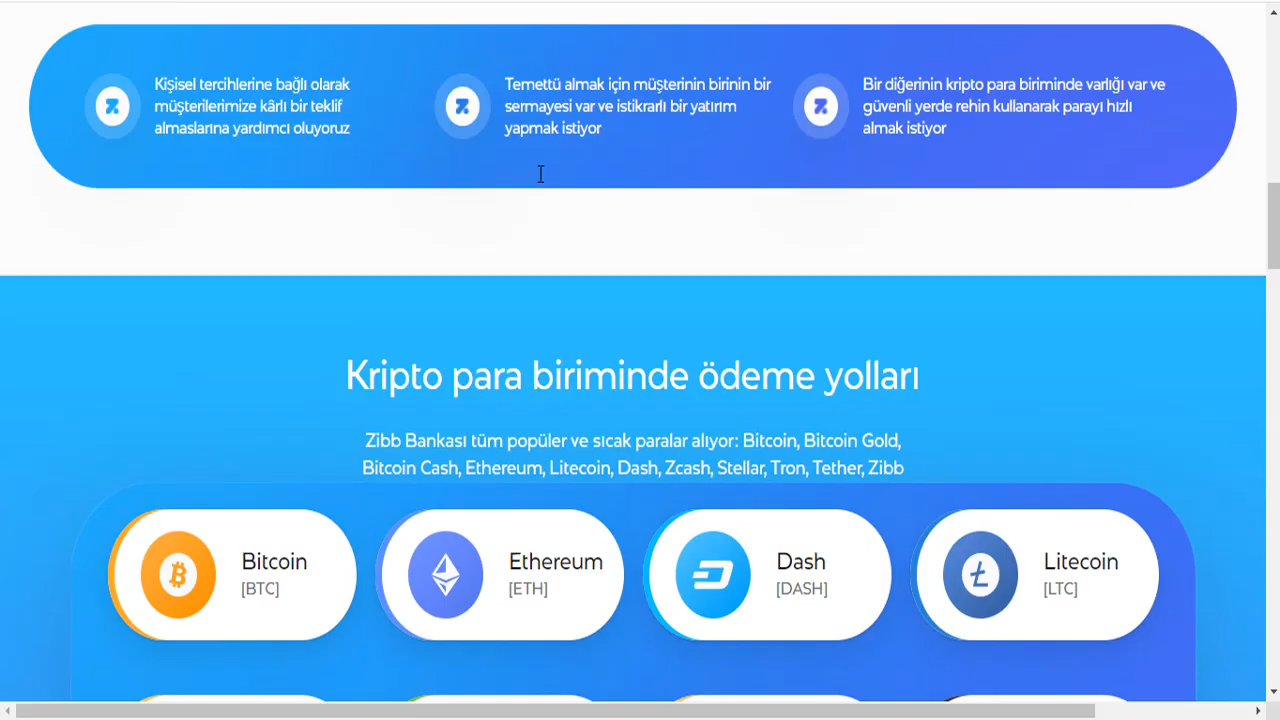 Kişisel tercihlerine bağlı olarak
müşterilerimize kârlı bir teklif
almaslarına yardımcı oluyoruz
Temettü almak için müşterinin birinin bir
sermayesi var ve istikrarlı bir yatırım
yapmak istiyor
Bir diğerinin kripto para biriminde varlığı var ve
güvenli yerde rehin kullanarak parayı hızlı
almak istiyor
Kripto para biriminde ödeme yolları
Zibb Bankası tüm popüler ve sıcak paralar alıyor: Bitcoin, Bitcoin Gold,
Bitcoin Cash, Ethereum, Litecoin, Dash, Zcash, Stellar, Tron, Tether, Zibb
Bitcoin
[BTC]
Ethereum
[ETH]
Dash
[DASH]
Litecoin
[LTC]